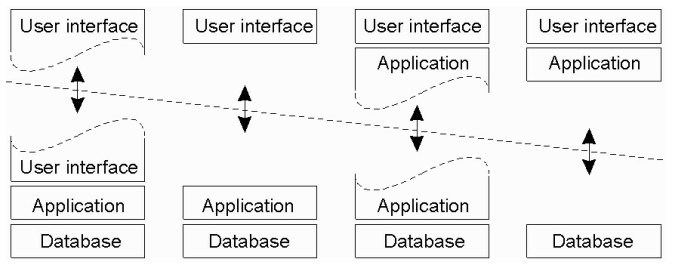 User interface
User interface
User interface
User interface
Application
Application
User interface
Application
Application
Application
Database
Database
Database
Database